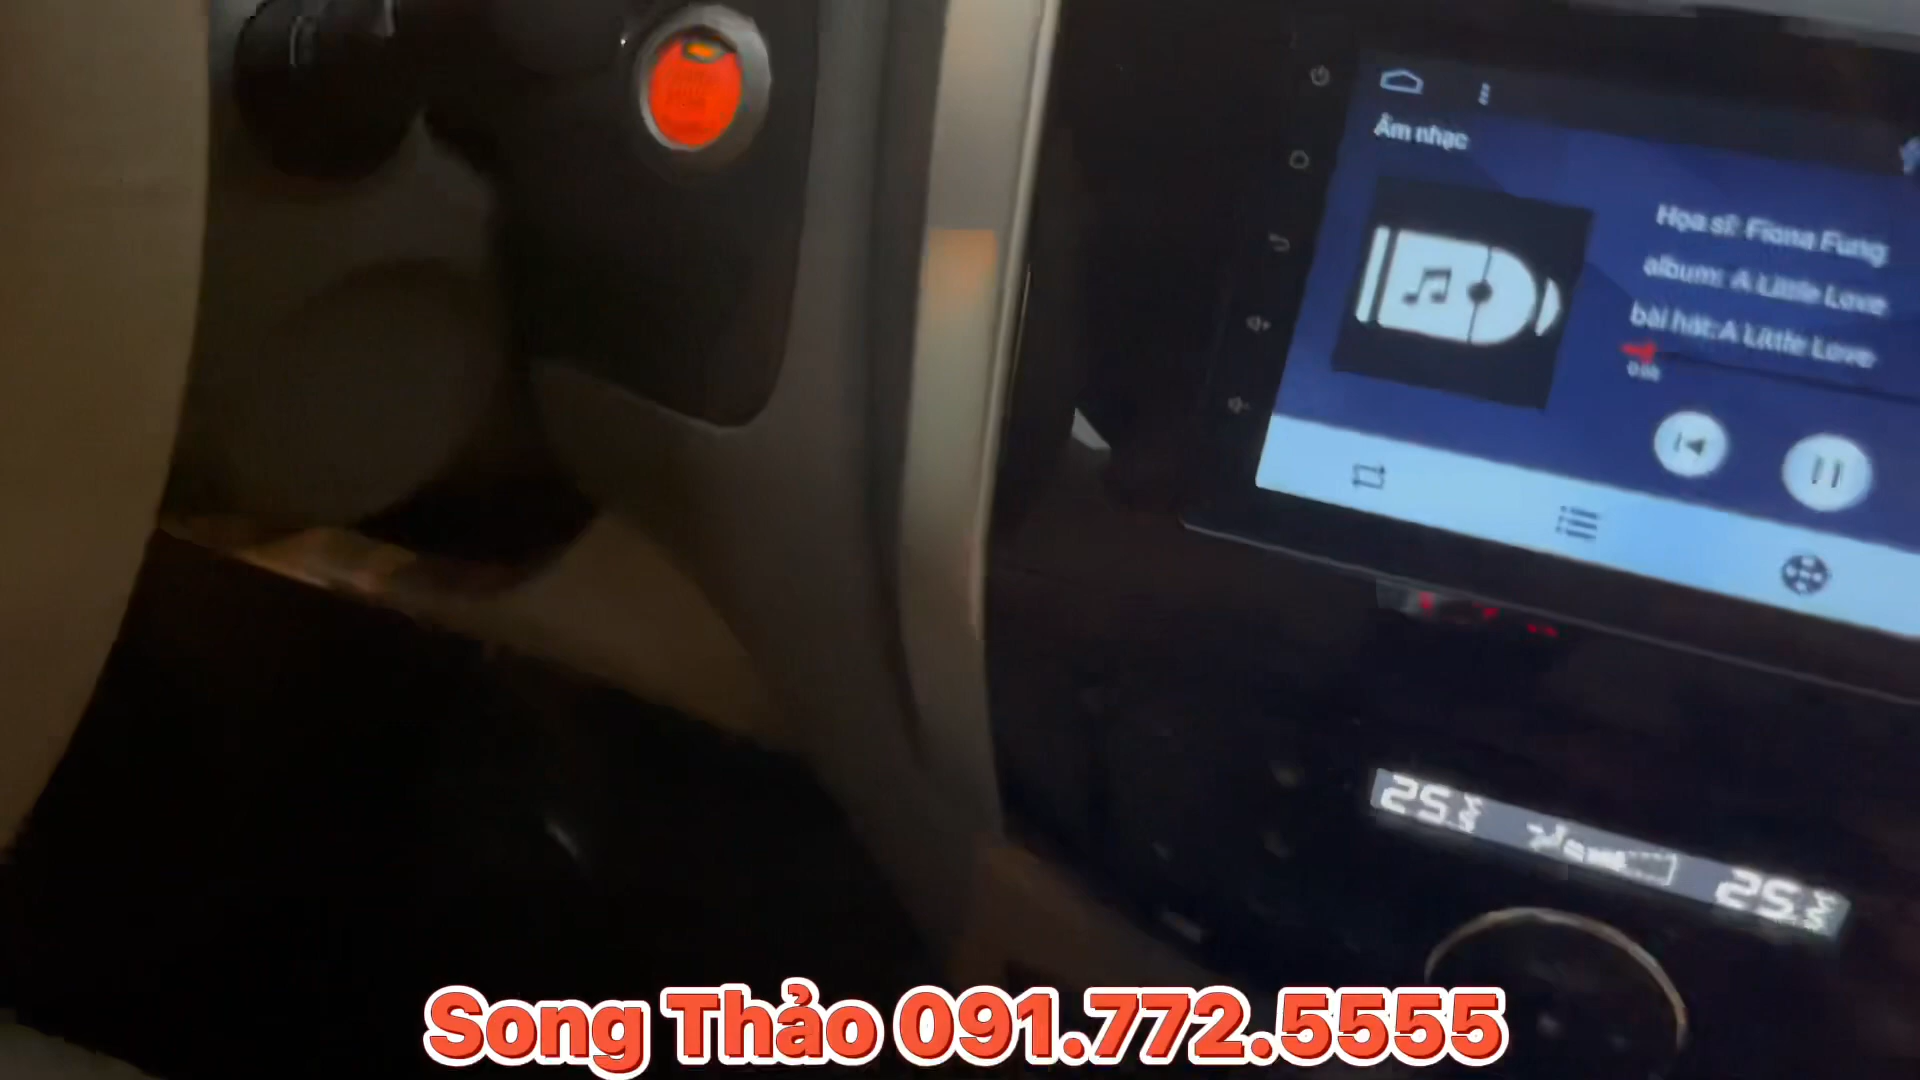 Âm nhạc
Họa sĩ: Fiona Fung
album: A Little Love
bài hát: A Little Love
25
25
Song Thảo 091.772.5555